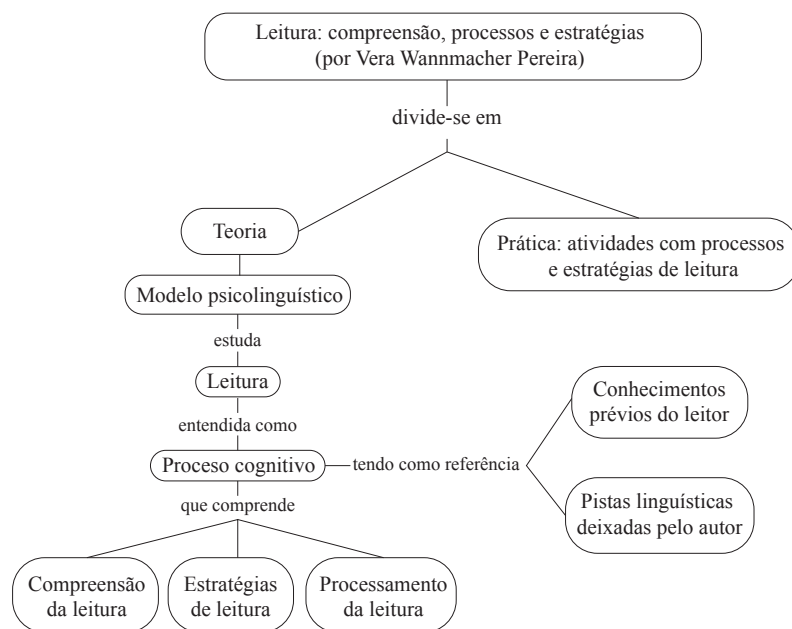 Leitura: compreensão, processos e estratégias
(por Vera Wannmacher Pereira)
divide-se em
Teoria
Prática: atividades com processos
e estratégias de leitura
Modelo psicolinguístico
estuda
Leitura
entendida como
Proceso cognitivo
tendo como referência
Conhecimentos
prévios do leitor
Pistas linguísticas
deixadas pelo autor
que comprende
Compreensão
da leitura
Estratégias
de leitura
Processamento
da leitura